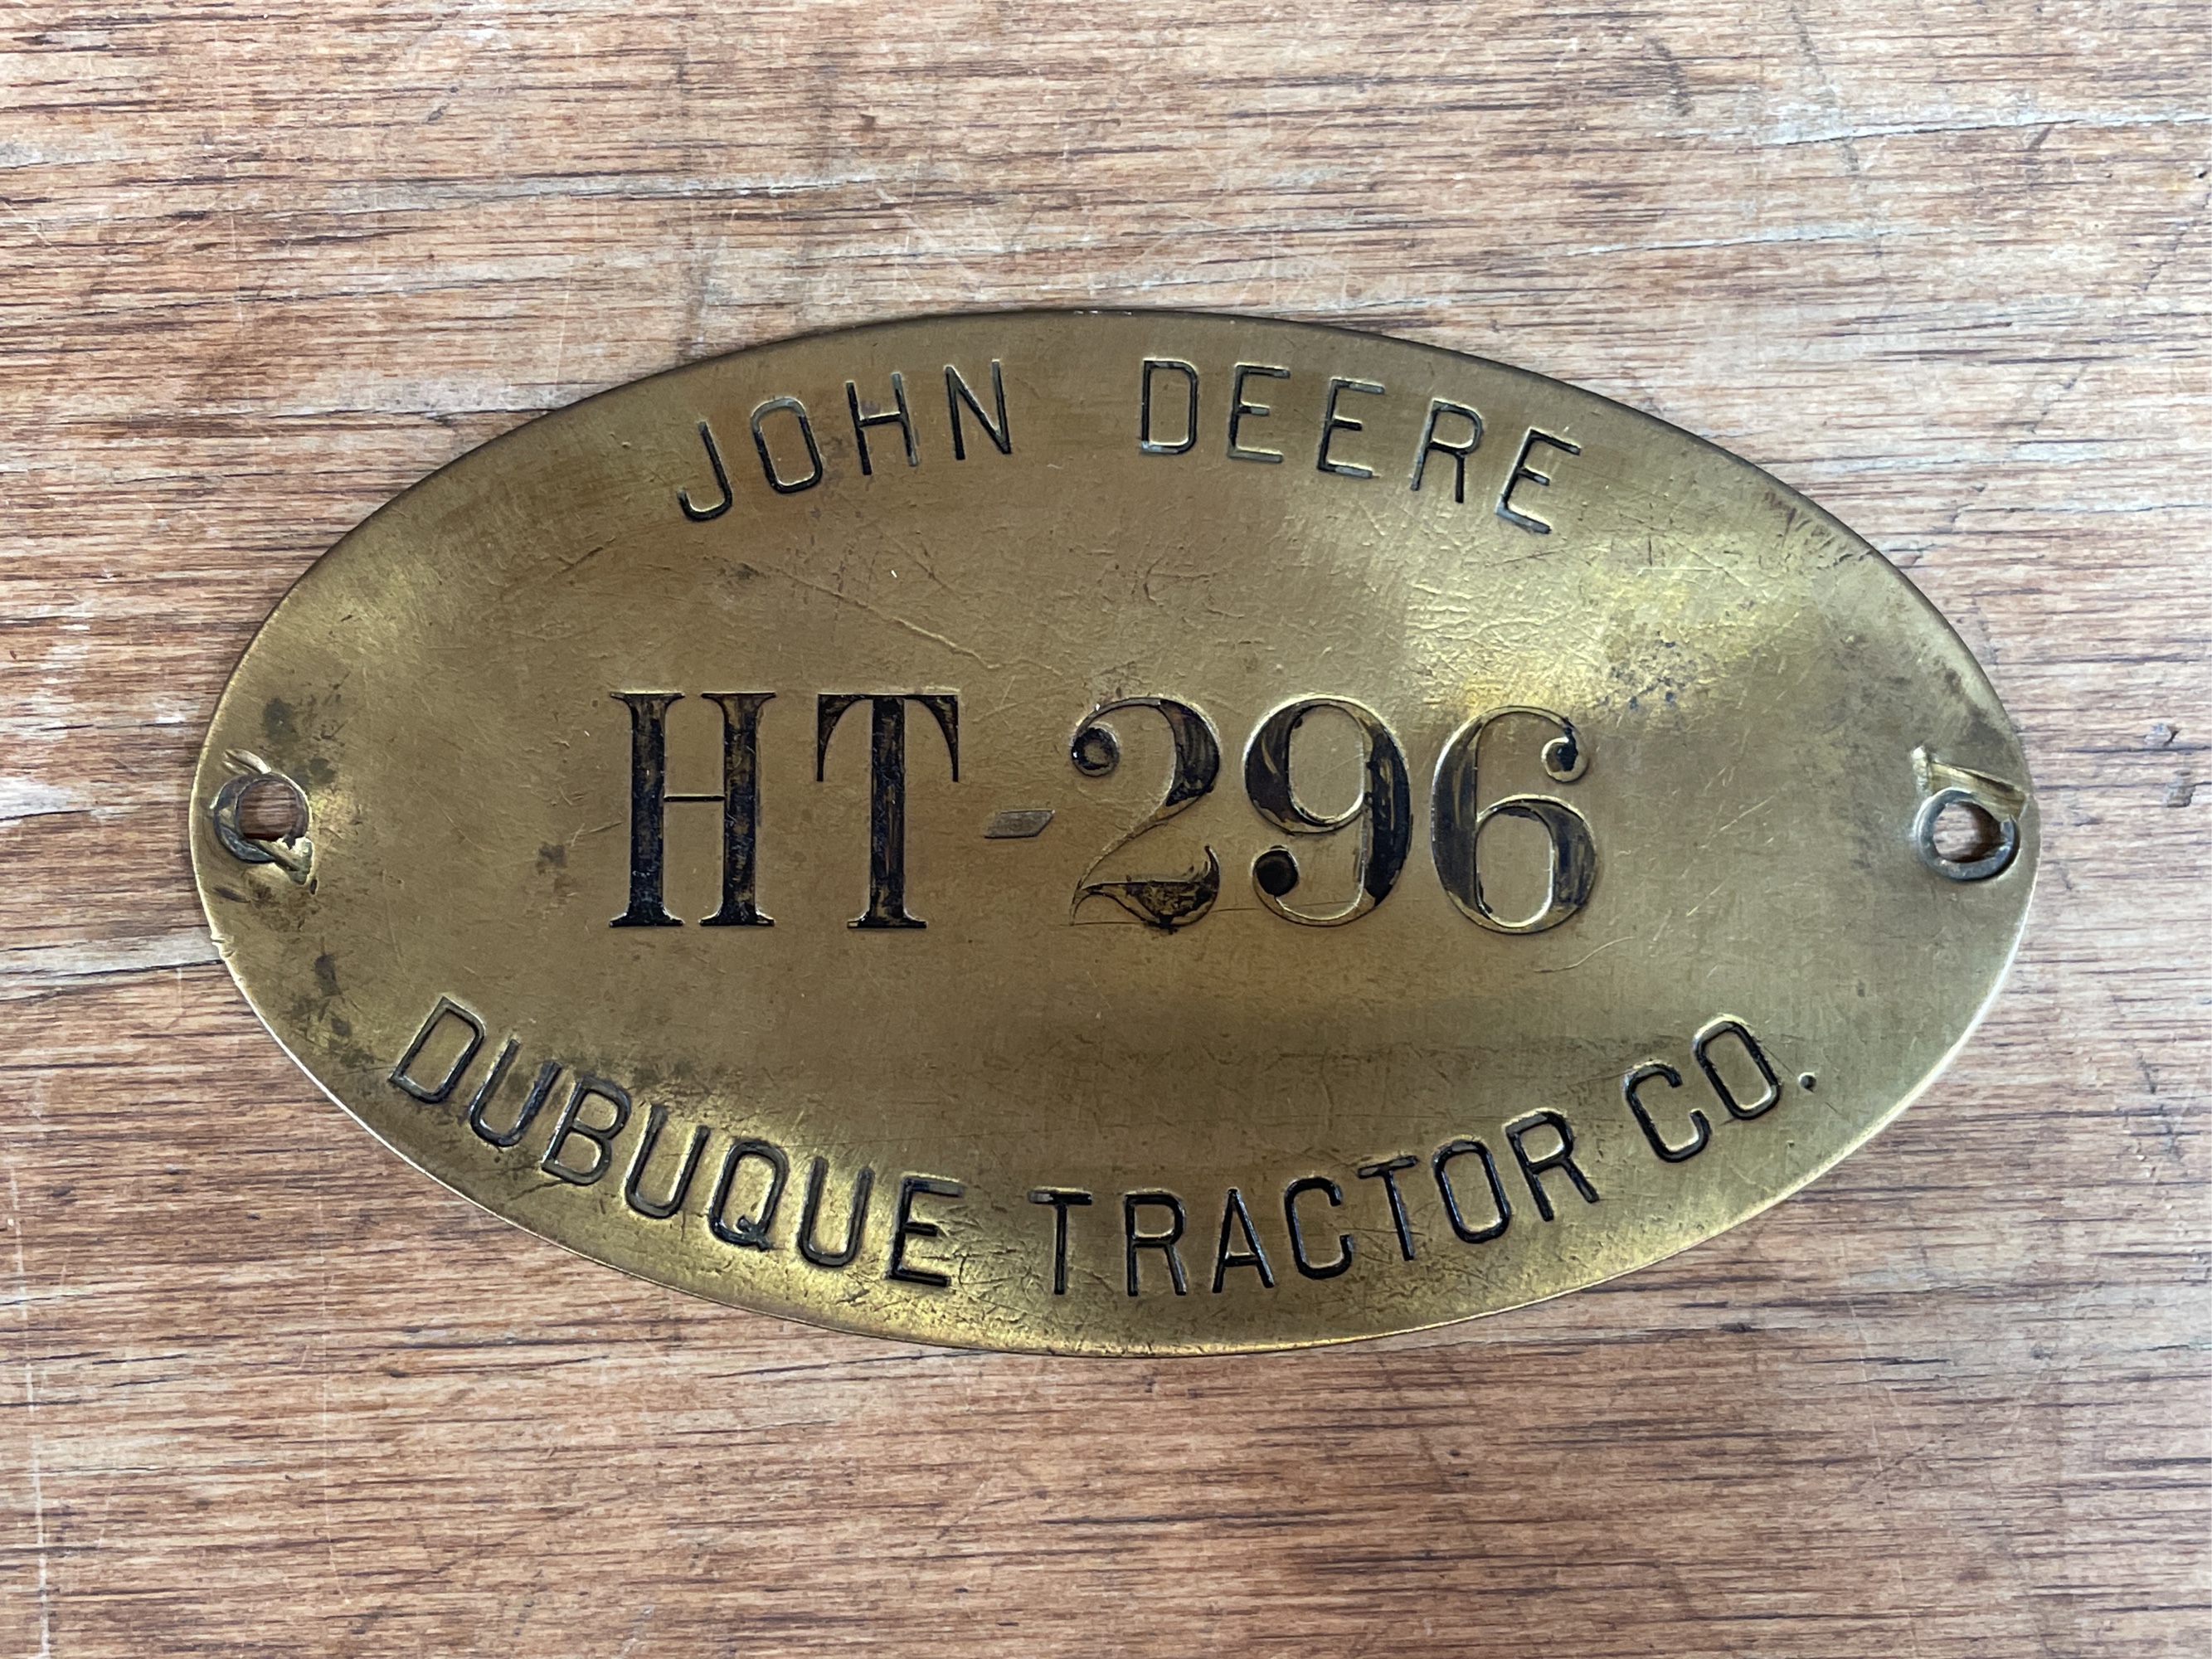 JOHN DEERE
HT-296
DUBUQUE TRACTOR CO.